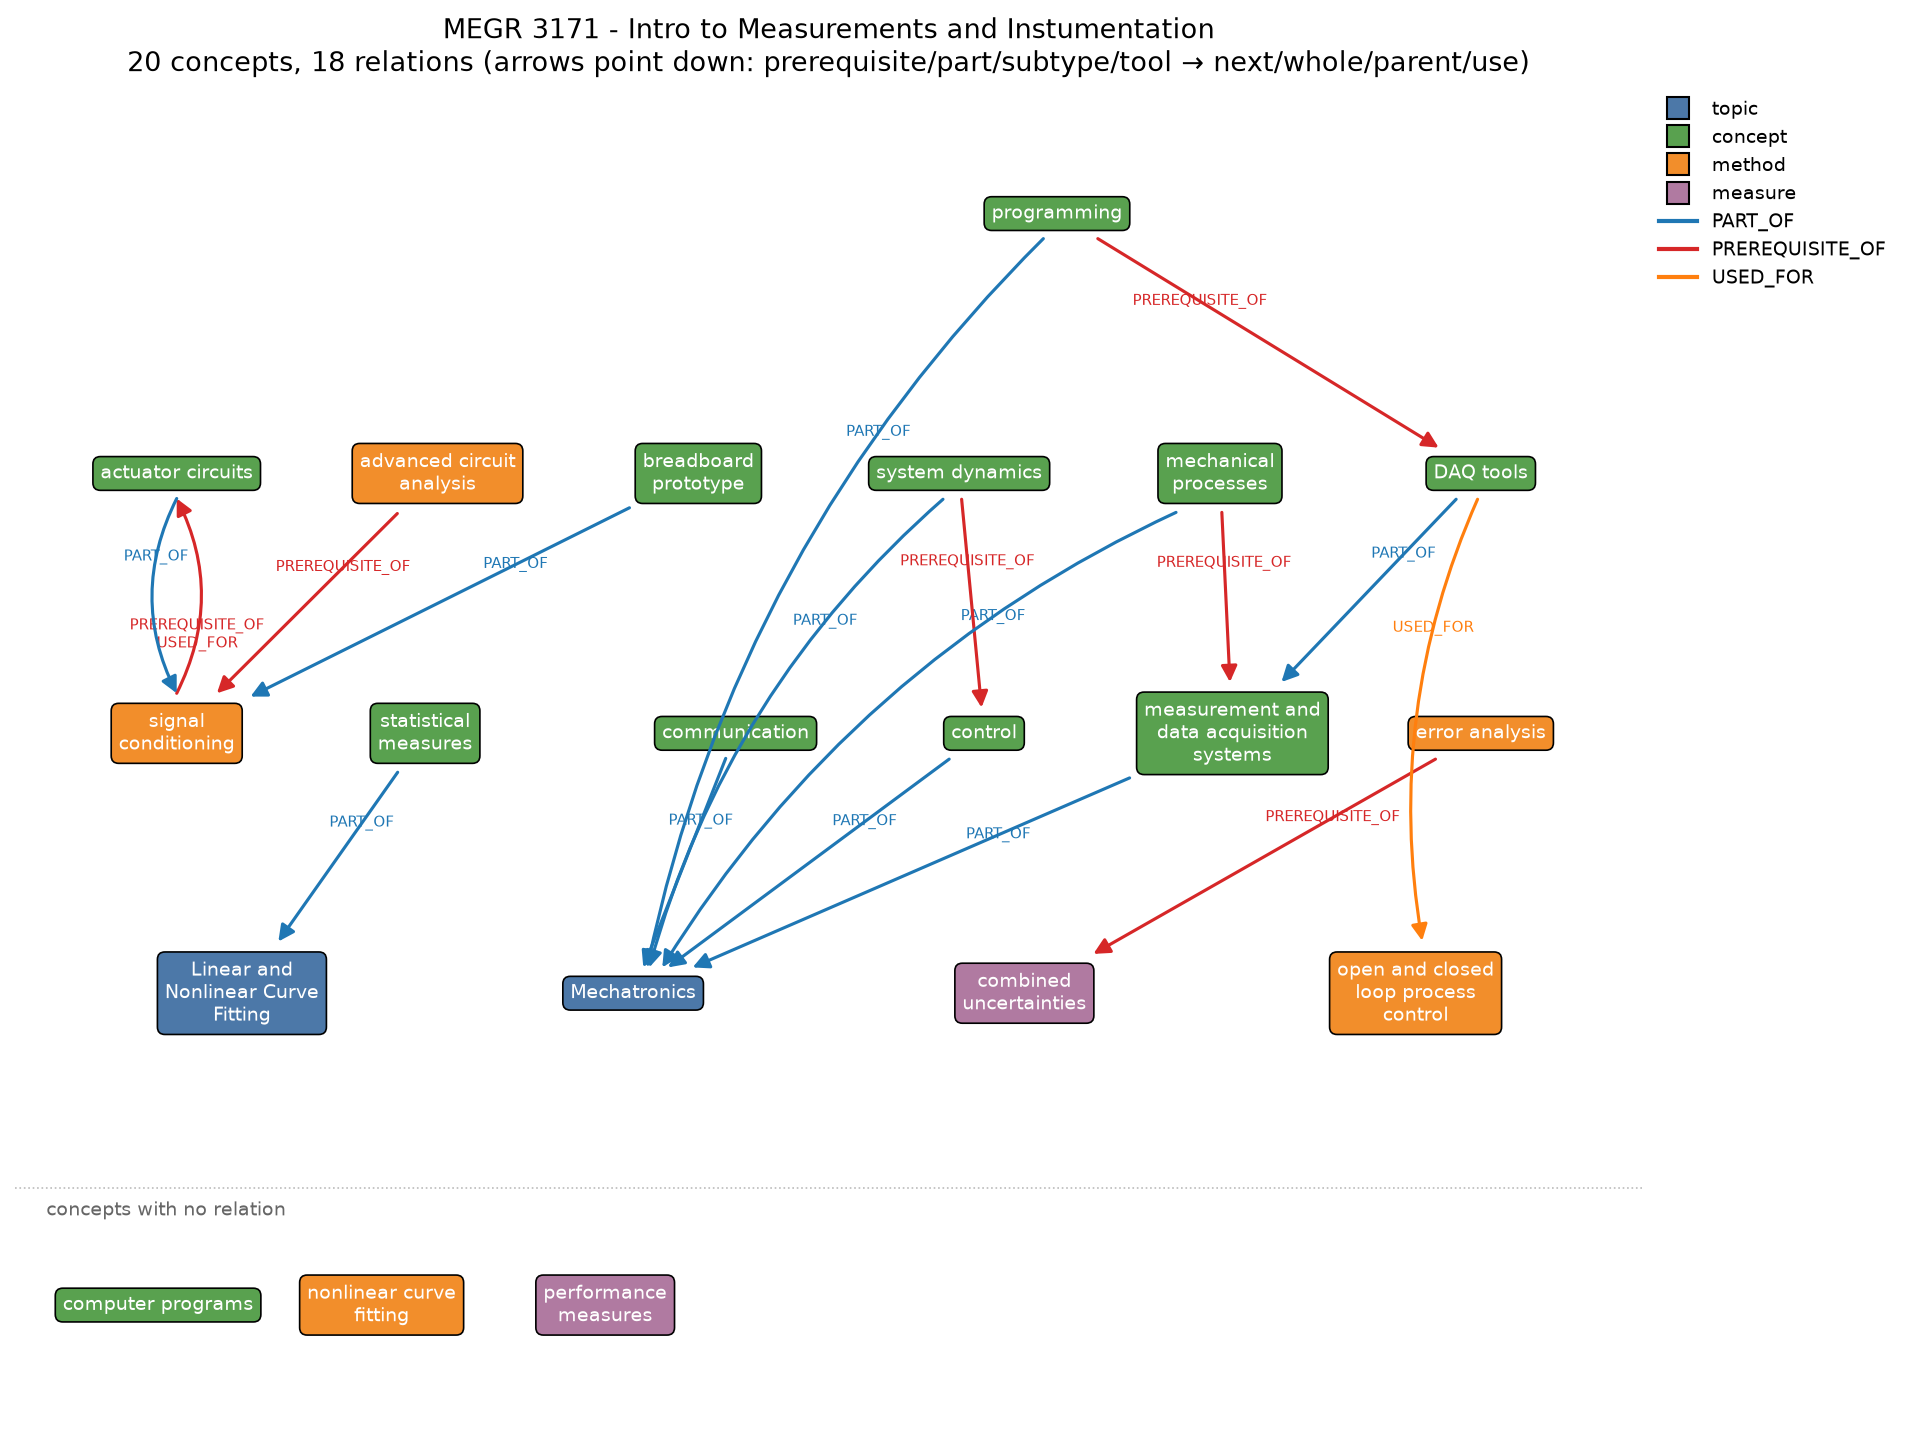 MEGR 3171 - Intro to Measurements and Instumentation
20 concepts, 18 relations (arrows point down: prerequisite/part/subtype/tool → next/whole/parent/use)
topic
concept
method
measure
PART_OF
PREREQUISITE_OF
USED_FOR
programming
PREREQUISITE_OF
PART_OF
actuator circuits
advanced circuit
analysis
breadboard
prototype
system dynamics
mechanical
processes
DAQ tools
PART_OF
PREREQUISITE_OF
PART_OF
PREREQUISITE_OF
PREREQUISITE_OF
PART_OF
PREREQUISITE_OF
USED_FOR
PART_OF
PART_OF
USED_FOR
signal
conditioning
statistical
measures
communication
control
measurement and
data acquisition
systems
error analysis
PART_OF
PART_OF
PART_OF
PART_OF
PREREQUISITE_OF
Linear and
Nonlinear Curve
Fitting
Mechatronics
combined
uncertainties
open and closed
loop process
control
concepts with no relation
computer programs
nonlinear curve
fitting
performance
measures